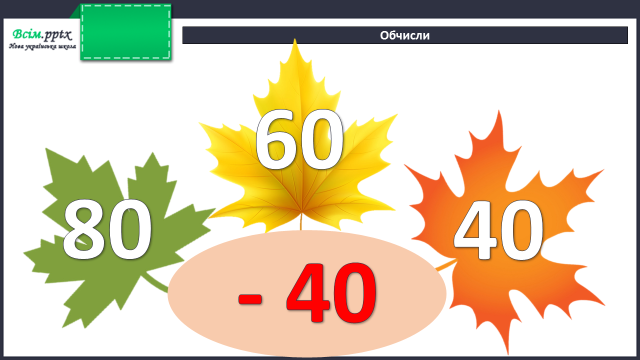 Всім.pptx
Нова українська школа
Обчисли
60
80
40
- 40